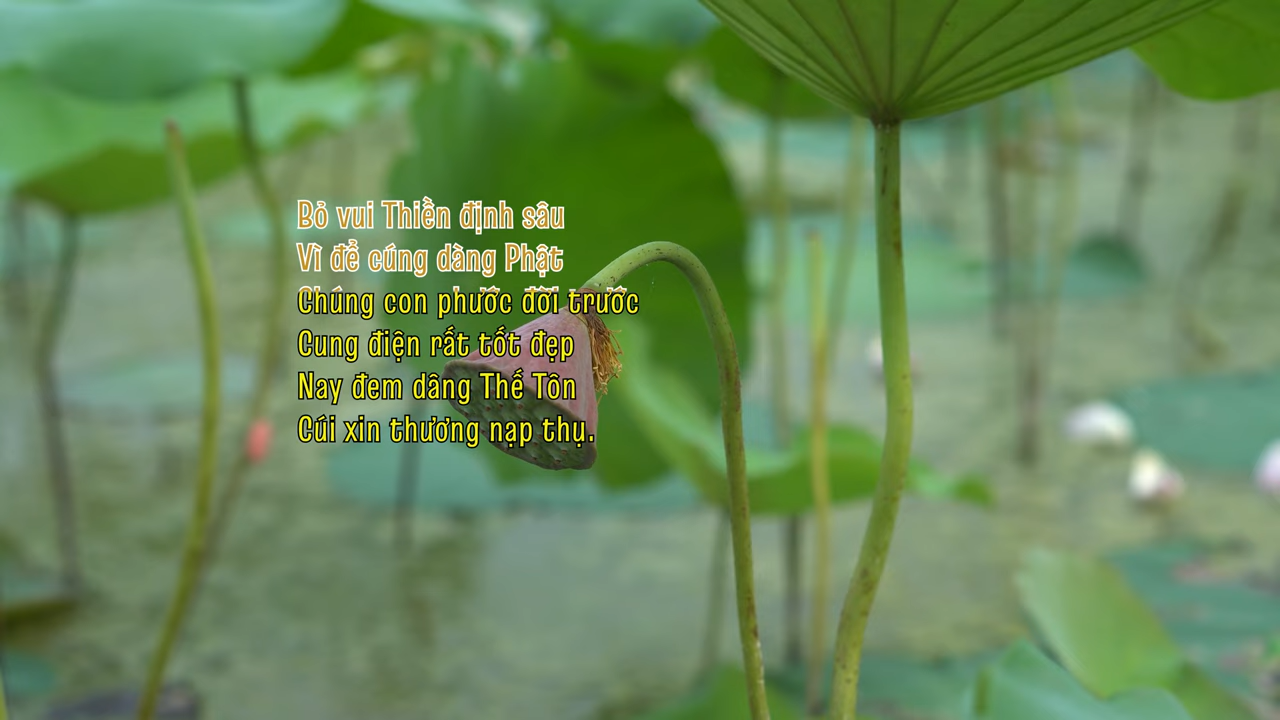 Bỏ vui Thiền định sâu
Vì để cúng dàng Phật
Chúng con phước đời trước
Cung điện rất tốt đẹp
Nay đem dâng Thế Tôn
Cúi xin thương nạp thụ.